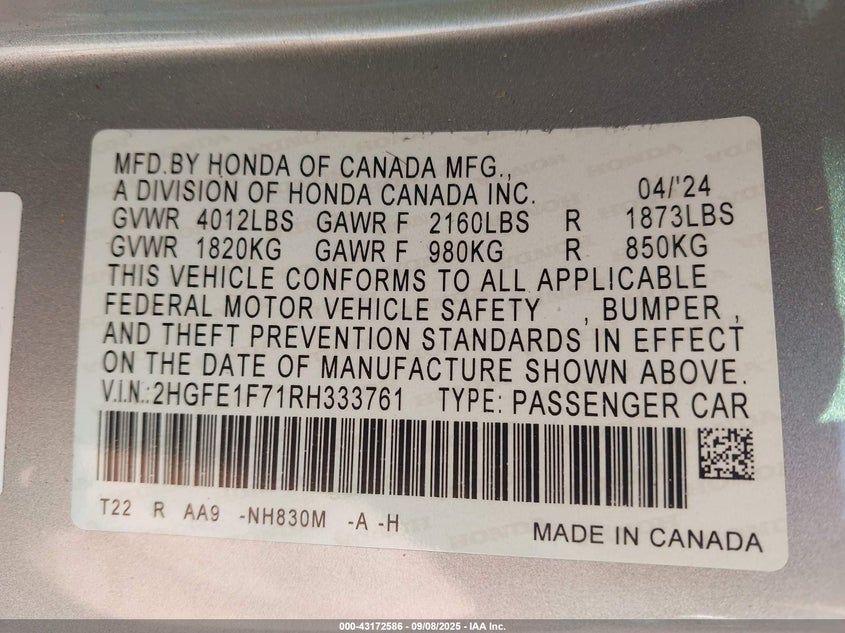 MFD.BY HONDA OF CANADA MFG.,
A DIVISION OF HONDA CANADA INC. 04/'24
GVWR 4012LBS GAWR F 2160LBS R 1873LBS
GVWR 1820KG GAWR F 980KG R 850KG
THIS VEHICLE CONFORMS TO ALL APPLICABLE
FEDERAL MOTOR VEHICLE SAFETY , BUMPER ,
AND THEFT PREVENTION STANDARDS IN EFFECT
ON THE DATE OF MANUFACTURE SHOWN ABOVE.
V.I.N.:2HGFE1F71RH333761 TYPE: PASSENGER CAR
T22 R AA9 -NH830M -A -H
MADE IN CANADA
000-43172586 - 09/08/2025 - IAA Inc.